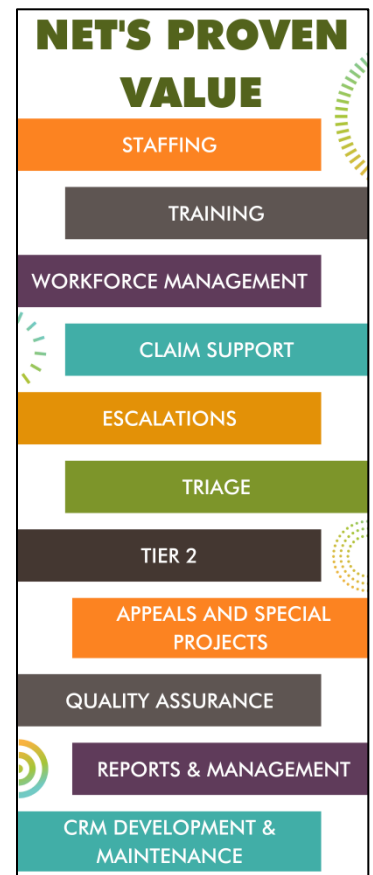 NET'S PROVEN
VALUE
STAFFING
TRAINING
WORKFORCE MANAGEMENT
CLAIM SUPPORT
ESCALATIONS
TRIAGE
TIER 2
APPEALS AND SPECIAL
PROJECTS
QUALITY ASSURANCE
REPORTS & MANAGEMENT
CRM DEVELOPMENT &
MAINTENANCE